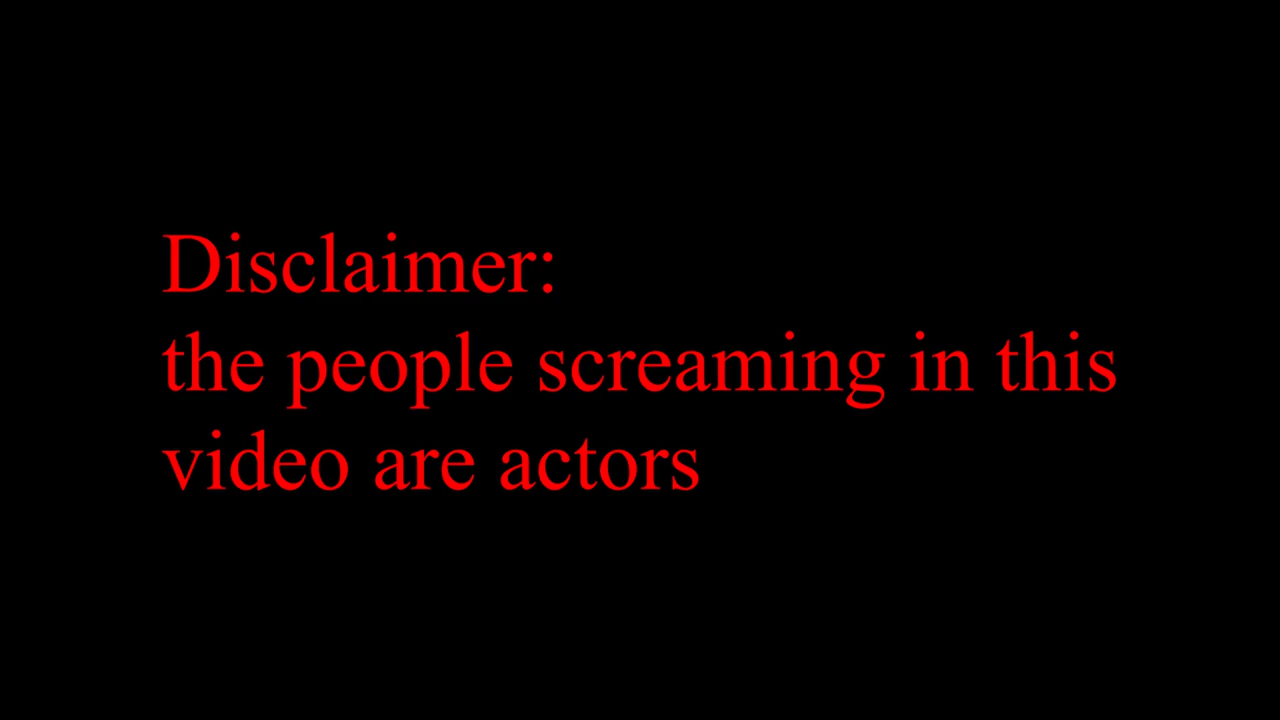 Disclaimer:
the people screaming in this
video are actors